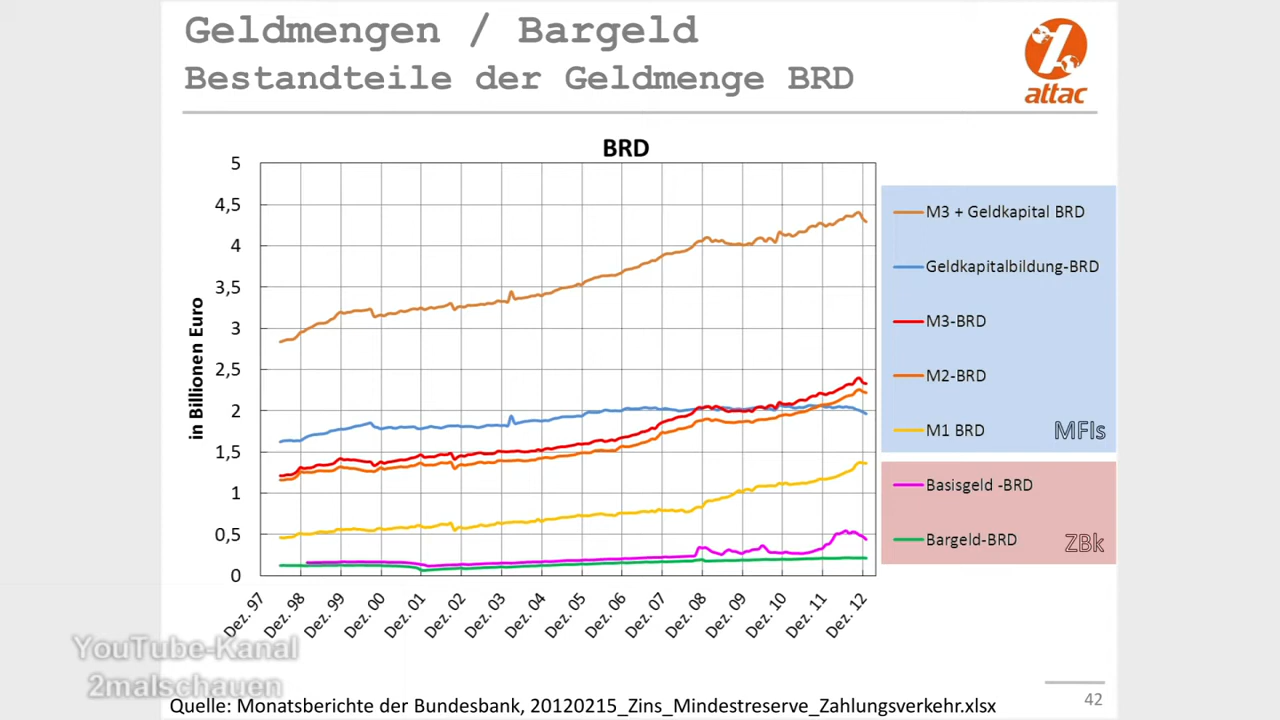 Geldmengen / Bargeld
Bestandteile der Geldmenge BRD
attac
BRD
in Billionen Euro
5
4,5
4
3,5
3
2,5
2
1,5
1
0,5
0
Dez. 97
Dez. 98
Dez. 99
Dez. 00
Dez. 01
Dez. 02
Dez. 03
Dez. 04
Dez. 05
Dez. 06
Dez. 07
Dez. 08
Dez. 09
Dez. 10
Dez. 11
Dez. 12
M3 + Geldkapital BRD
Geldkapitalbildung-BRD
M3-BRD
M2-BRD
M1 BRD
MFIs
Basisgeld -BRD
Bargeld-BRD
ZBk
YouTube-Kanal
2malschauen
Quelle: Monatsberichte der Bundesbank, 20120215_Zins_Mindestreserve_Zahlungsverkehr.xlsx
42